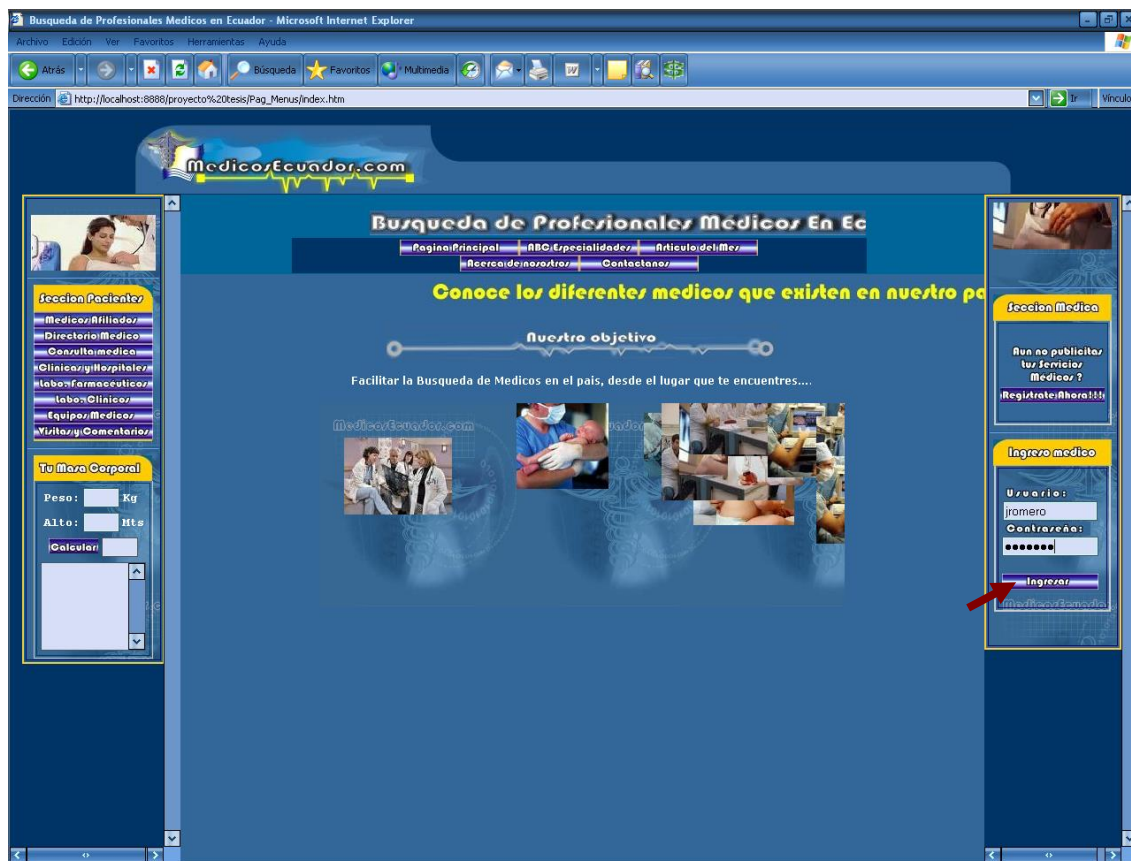 Busqueda de Profesionales Medicos en Ecuador - Microsoft Internet Explorer
Archivo Edición Ver Favoritos Herramientas Ayuda
Atrás Búsqueda Favoritos Multimedia
Dirección http://localhost:8888/proyecto%20tesis/Pag_Menus/index.htm Ir Vínculo
MedicosEcuador.com
Busqueda de Profesionales Médicos En Ec
Pagina Principal ABC Especialidades Articulo del Mes
Acerca de nosostros Contactanos
Conoce los diferentes medicos que existen en nuestro pa
Nuestro objetivo
Facilitar la Busqueda de Medicos en el pais, desde el lugar que te encuentres....
MedicosEcuador.com
Seccion Pacientes
Medicos Afiliados
Directorio Medico
Consulta medica
Clinicas y Hospitales
Labo. Farmacéuticos
Labo. Clinicos
Equipos Medicos
Visitas y Comentarios
Tu Masa Corporal
Peso: Kg
Alto: Mts
Calcular
Seccion Medica
Aun no publicitas
tus Servicios
Medicos ?
Registrate Ahora!!!
Ingreso medico
Usuario:
jromero
Contraseña:
•••••••
Ingresar
MedicosEcuador